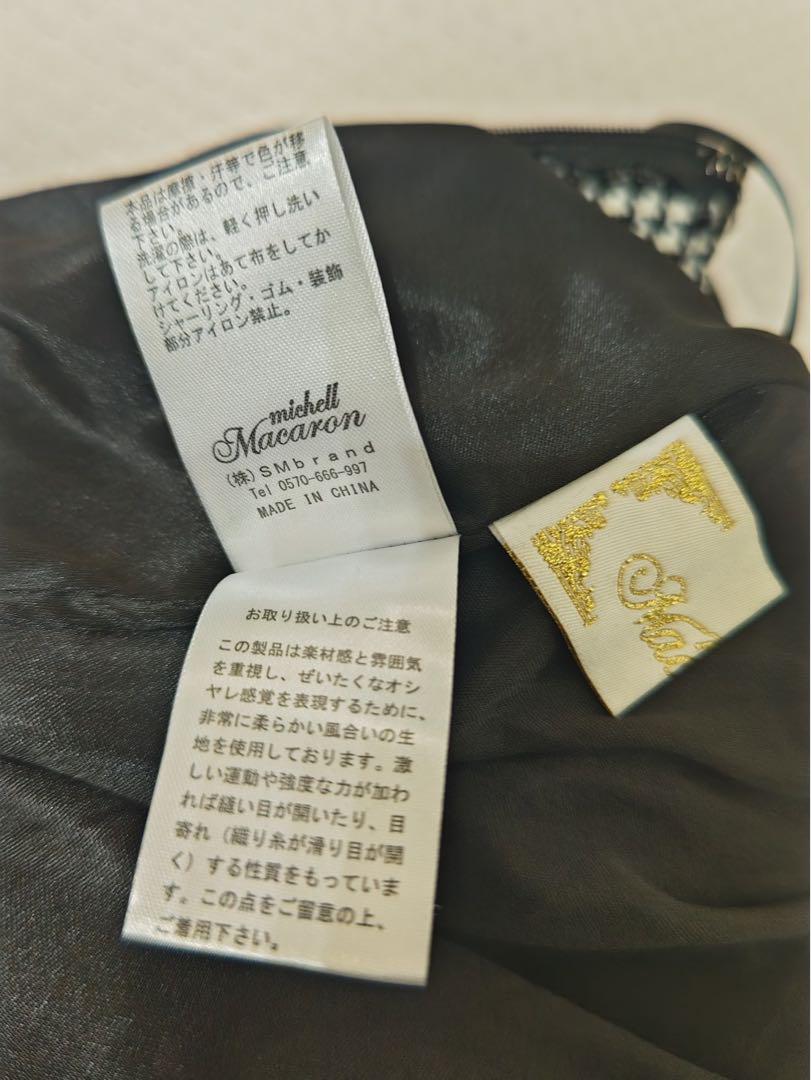 本品は摩擦・汗等で色が移
る場合があるので、ご注意
下さい。
洗濯の際は、軽く押し洗い
して下さい。
アイロンはあて布をしてか
けてください。
シャーリング・ゴム・装飾
部分アイロン禁止。
michell
Macaron
(株)SMbrand
Tel 0570-666-997
MADE IN CHINA
お取り扱い上のご注意
この製品は楽材感と雰囲気
を重視し、ぜいたくなオシ
ャレ感覚を表現するために、
非常に柔らかい風合いの生
地を使用しております。激
しい運動や強度な力が加わ
れば縫い目が開いたり、目
寄れ(織り糸が滑り目が開
く)する性質をもっていま
す。この点をご留意の上、
ご着用下さい。